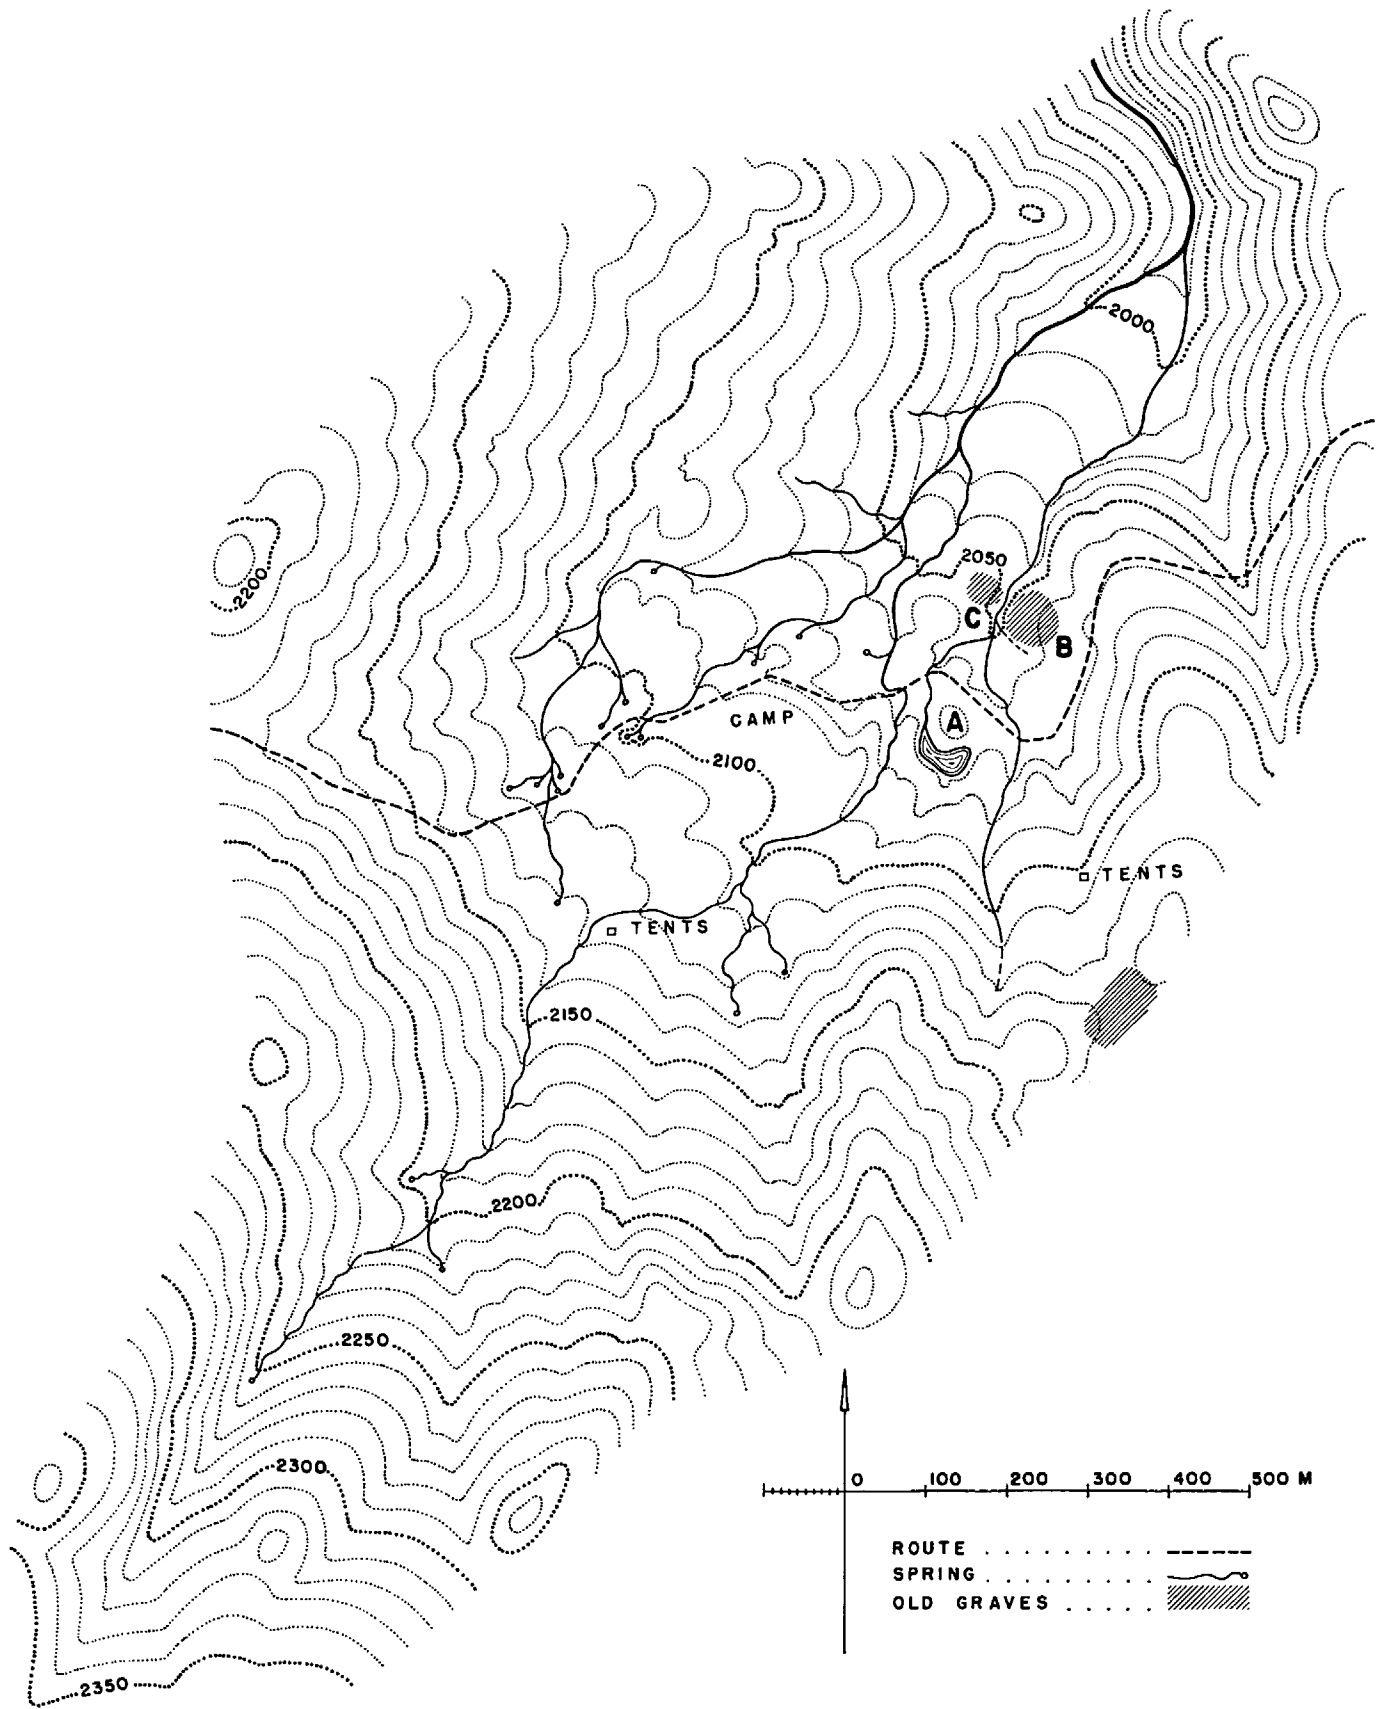 2000
2050
C
B
2200
A
CAMP
2100
TENTS
TENTS
2150
2200
2250
2300
2350
0 100 200 300 400 500 M
ROUTE . . . . . . . . .
SPRING . . . . . . . . .
OLD GRAVES . . . . .